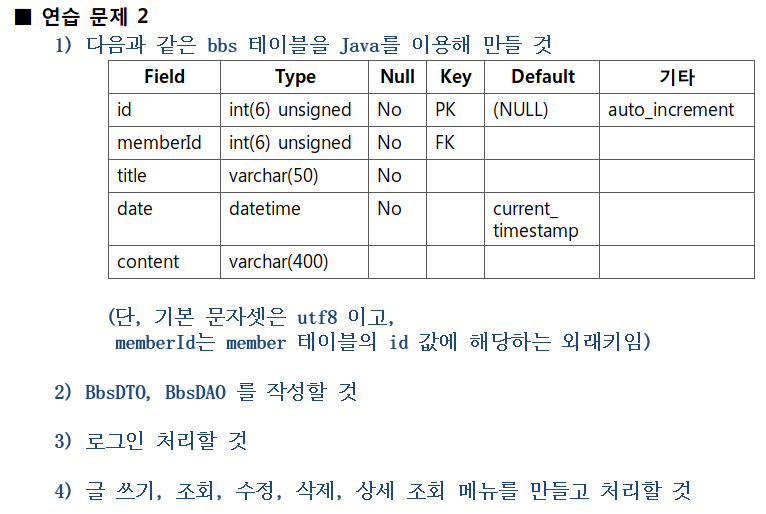 ■ 연습 문제 2
1) 다음과 같은 bbs 테이블을 Java를 이용해 만들 것
Field Type Null Key Default 기타
id int(6) unsigned No PK (NULL) auto_increment
memberId int(6) unsigned No FK
title varchar(50) No
date datetime No current_
timestamp
content varchar(400)
(단, 기본 문자셋은 utf8 이고,
memberId는 member 테이블의 id 값에 해당하는 외래키임)
2) BbsDTO, BbsDAO 를 작성할 것
3) 로그인 처리할 것
4) 글 쓰기, 조회, 수정, 삭제, 상세 조회 메뉴를 만들고 처리할 것